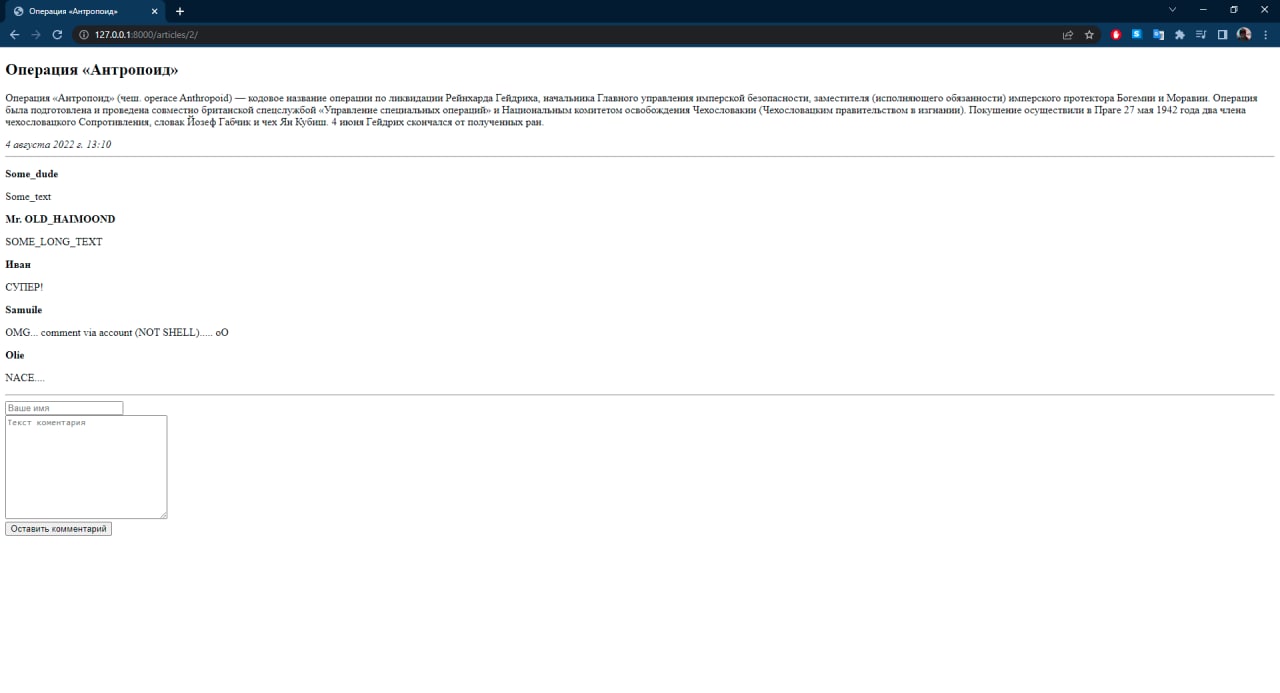 Операция «Антропоид»
127.0.0.1:8000/articles/2/
Операция «Антропоид»
Операция «Антропоид» (чеш. operace Anthropoid) — кодовое название операции по ликвидации Рейнхарда Гейдриха, начальника Главного управления имперской безопасности, заместителя (исполняющего обязанности) имперского протектора Богемии и Моравии. Операция
была подготовлена и проведена совместно британской спецслужбой «Управление специальных операций» и Национальным комитетом освобождения Чехословакии (Чехословацким правительством в изгнании). Покушение осуществили в Праге 27 мая 1942 года два члена
чехословацкого Сопротивления, словак Йозеф Габчик и чех Ян Кубиш. 4 июня Гейдрих скончался от полученных ран.
4 августа 2022 г. 13:10
Some_dude
Some_text
Mr. OLD_HAIMOOND
SOME_LONG_TEXT
Иван
СУПЕР!
Samuile
OMG... comment via account (NOT SHELL)..... oO
Olie
NACE....
Ваше имя
Текст коментария
Оставить комментарий